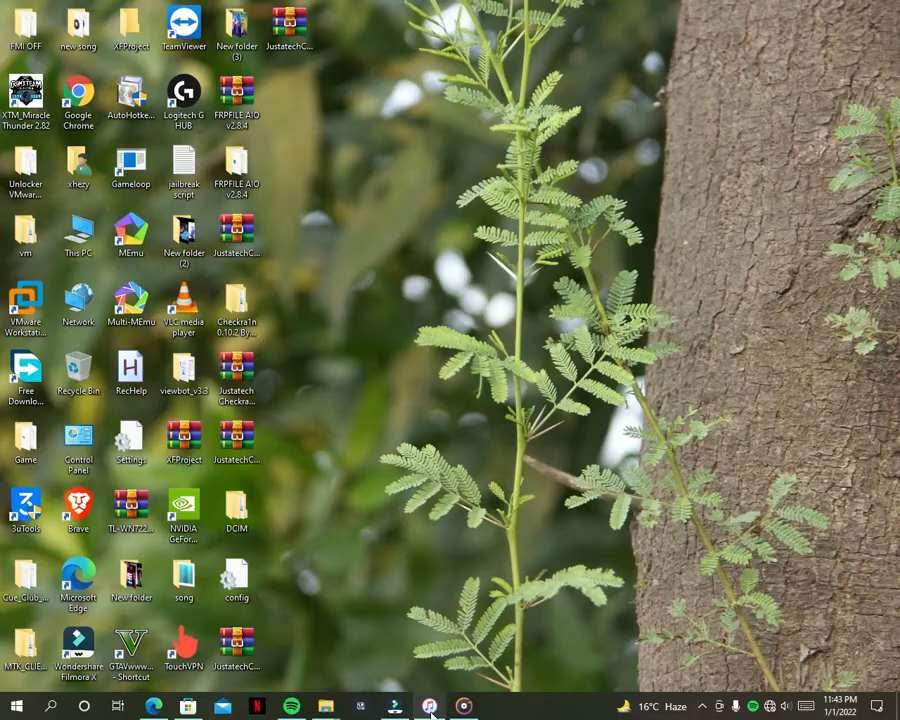 FMI OFF
new song
XFProject
TeamViewer
New folder
(3)
JustatechC...
XTM_Miracle
Thunder 2.82
Google
Chrome
AutoHotke...
Logitech G
HUB
FRPFILE AIO
v2.8.4
Unlocker
VMwar...
xhezy
Gameloop
jailbreak
script
FRPFILE AIO
v2.8.4
vm
This PC
MEmu
New folder
(2)
JustatechC...
VMware
Workstati...
Network
Multi-MEmu
VLC media
player
Checkra1n
0.10.2 By...
Free
Downlo...
Recycle Bin
RecHelp
viewbot_v3.3
Justatech
Checkra...
Game
Control
Panel
Settings
XFProject
JustatechC...
3uTools
Brave
TL-WN722...
NVIDIA
GeFor...
DCIM
Cue_Club_...
Microsoft
Edge
New folder
song
config
MTK_CLIE...
Wondershare
Filmora X
GTAVwww...
- Shortcut
TouchVPN
JustatechC...
16°C Haze
11:43 PM
1/1/2022